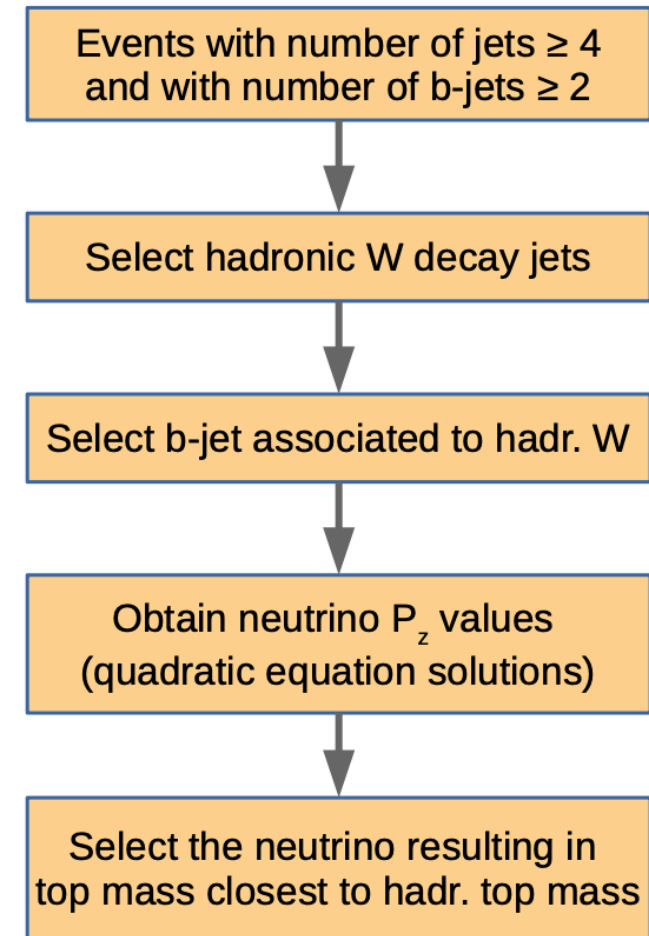 Events with number of jets ≥ 4
and with number of b-jets ≥ 2
Select hadronic W decay jets
Select b-jet associated to hadr. W
Obtain neutrino P_z values
(quadratic equation solutions)
Select the neutrino resulting in
top mass closest to hadr. top mass